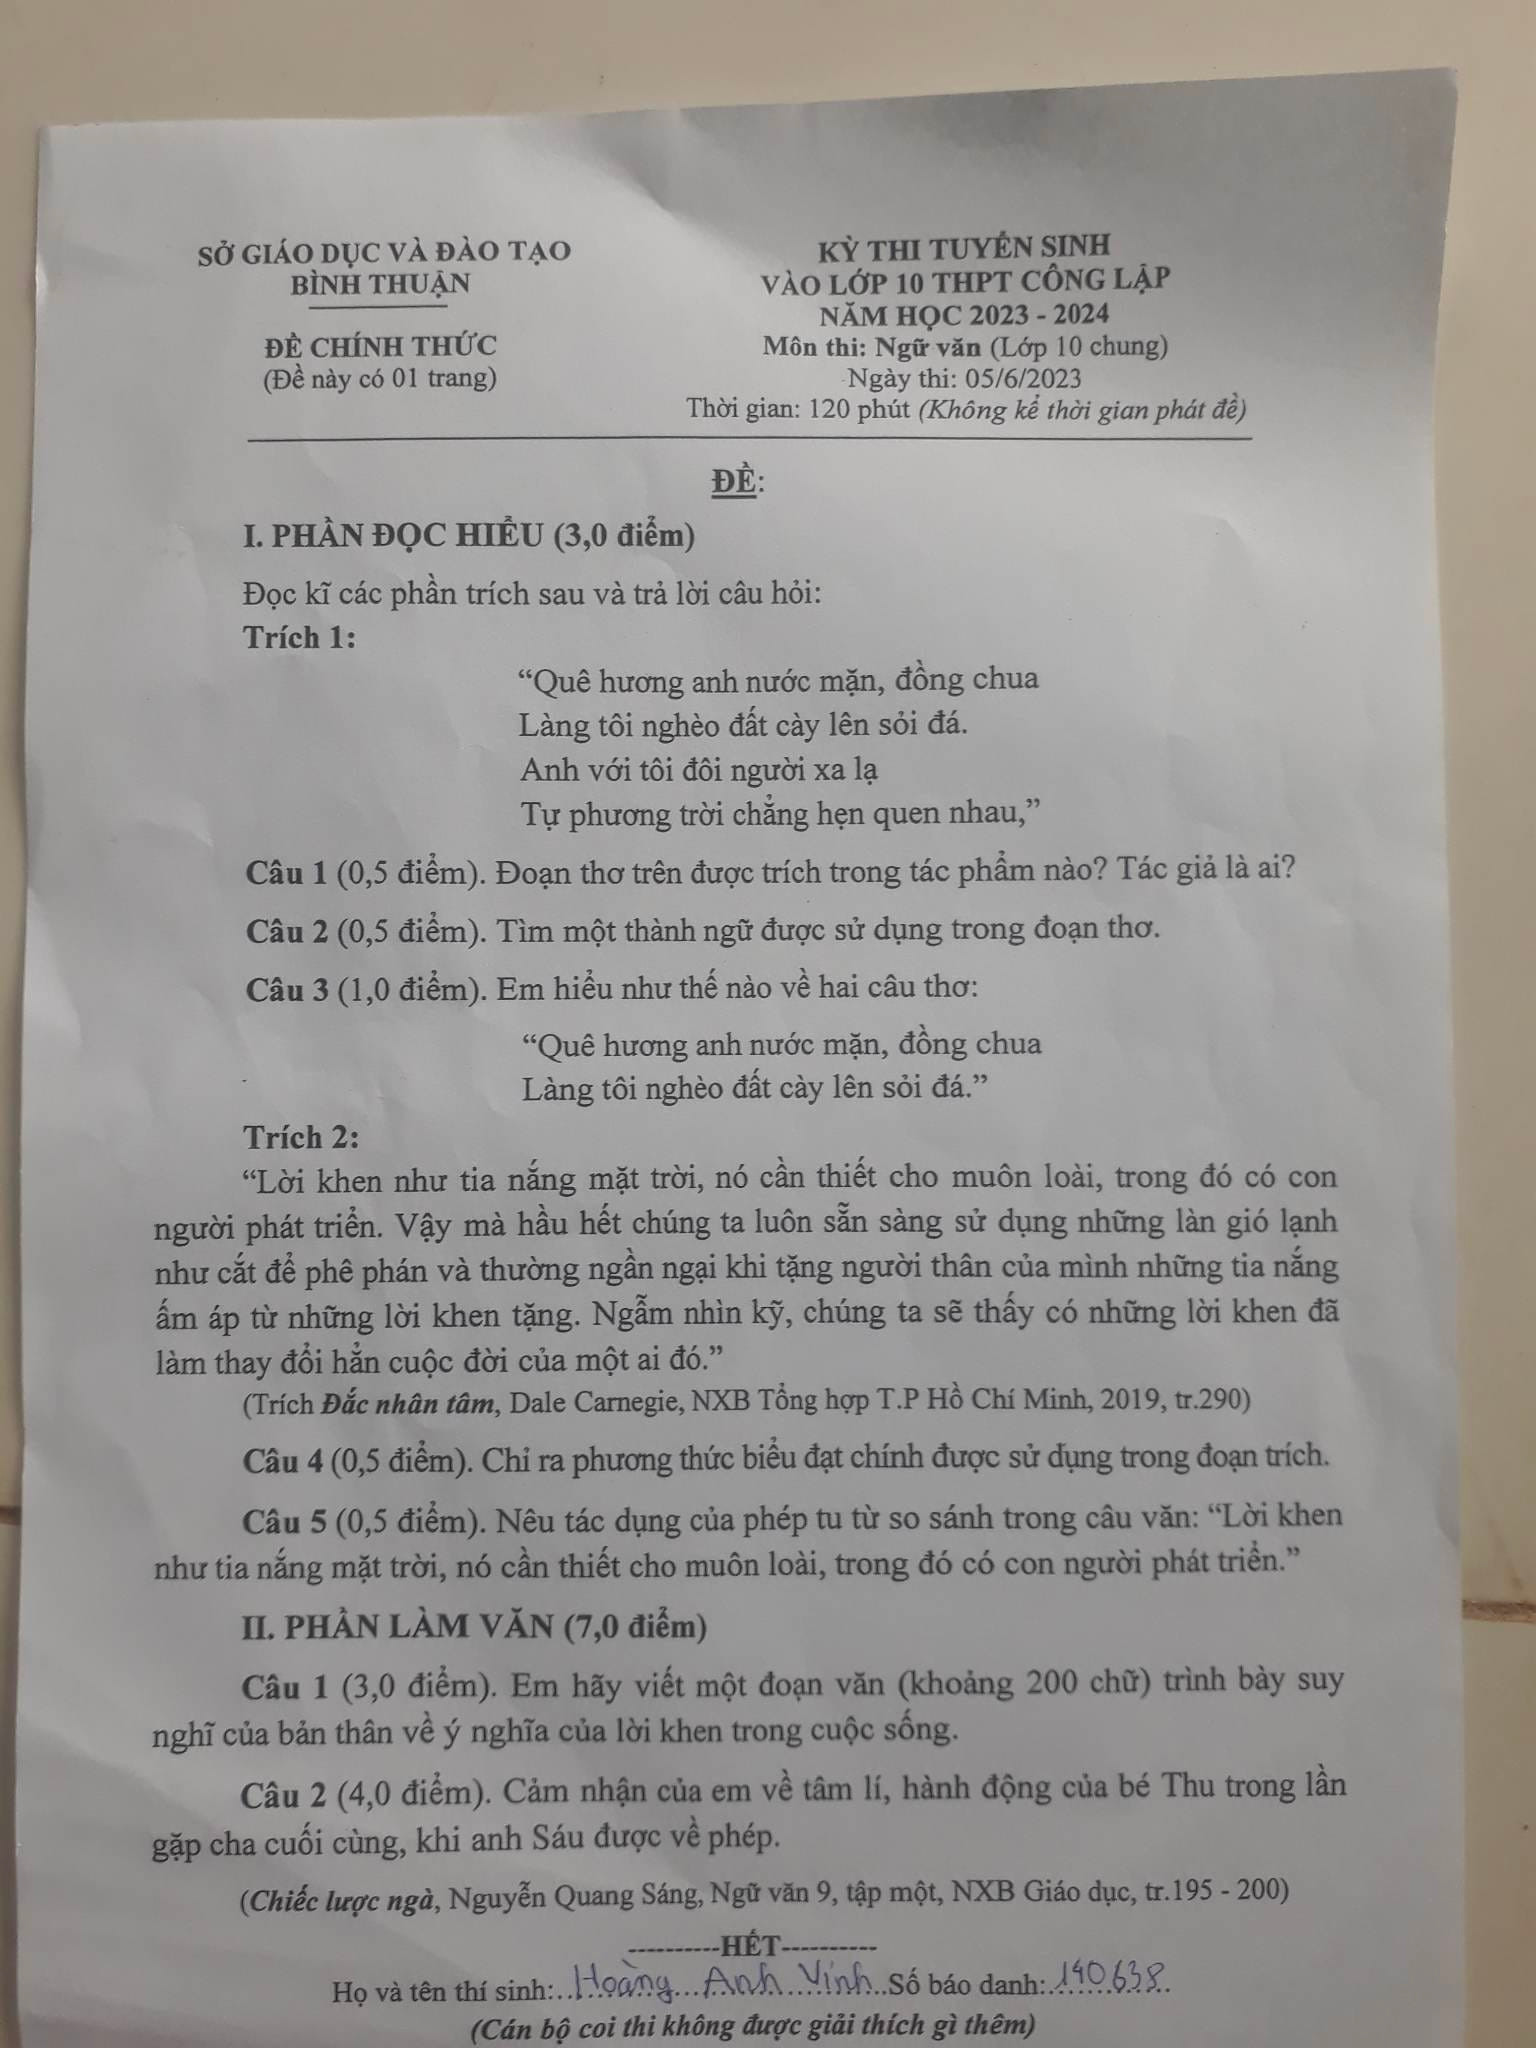 SỞ GIÁO DỤC VÀ ĐÀO TẠO
BÌNH THUẬN
ĐỀ CHÍNH THỨC
(Đề này có 01 trang)
KỲ THI TUYỂN SINH
VÀO LỚP 10 THPT CÔNG LẬP
NĂM HỌC 2023 - 2024
Môn thi: Ngữ văn (Lớp 10 chung)
Ngày thi: 05/6/2023
Thời gian: 120 phút (Không kể thời gian phát đề)
ĐỀ:
I. PHẦN ĐỌC HIỂU (3,0 điểm)
Đọc kĩ các phần trích sau và trả lời câu hỏi:
Trích 1:
“Quê hương anh nước mặn, đồng chua
Làng tôi nghèo đất cày lên sỏi đá.
Anh với tôi đôi người xa lạ
Tự phương trời chẳng hẹn quen nhau,”
Câu 1 (0,5 điểm). Đoạn thơ trên được trích trong tác phẩm nào? Tác giả là ai?
Câu 2 (0,5 điểm). Tìm một thành ngữ được sử dụng trong đoạn thơ.
Câu 3 (1,0 điểm). Em hiểu như thế nào về hai câu thơ:
“Quê hương anh nước mặn, đồng chua
Làng tôi nghèo đất cày lên sỏi đá.”
Trích 2:
“Lời khen như tia nắng mặt trời, nó cần thiết cho muôn loài, trong đó có con
người phát triển. Vậy mà hầu hết chúng ta luôn sẵn sàng sử dụng những làn gió lạnh
như cắt để phê phán và thường ngần ngại khi tặng người thân của mình những tia nắng
ấm áp từ những lời khen tặng. Ngẫm nhìn kỹ, chúng ta sẽ thấy có những lời khen đã
làm thay đổi hẳn cuộc đời của một ai đó.”
(Trích Đắc nhân tâm, Dale Carnegie, NXB Tổng hợp T.P Hồ Chí Minh, 2019, tr.290)
Câu 4 (0,5 điểm). Chỉ ra phương thức biểu đạt chính được sử dụng trong đoạn trích.
Câu 5 (0,5 điểm). Nêu tác dụng của phép tu từ so sánh trong câu văn: “Lời khen
như tia nắng mặt trời, nó cần thiết cho muôn loài, trong đó có con người phát triển.”
II. PHẦN LÀM VĂN (7,0 điểm)
Câu 1 (3,0 điểm). Em hãy viết một đoạn văn (khoảng 200 chữ) trình bày suy
nghĩ của bản thân về ý nghĩa của lời khen trong cuộc sống.
Câu 2 (4,0 điểm). Cảm nhận của em về tâm lí, hành động của bé Thu trong lần
gặp cha cuối cùng, khi anh Sáu được về phép.
(Chiếc lược ngà, Nguyễn Quang Sáng, Ngữ văn 9, tập một, NXB Giáo dục, tr.195 - 200)
----------HẾT----------
Họ và tên thí sinh: Hoàng Anh Vinh Số báo danh: 140638
(Cán bộ coi thi không được giải thích gì thêm)